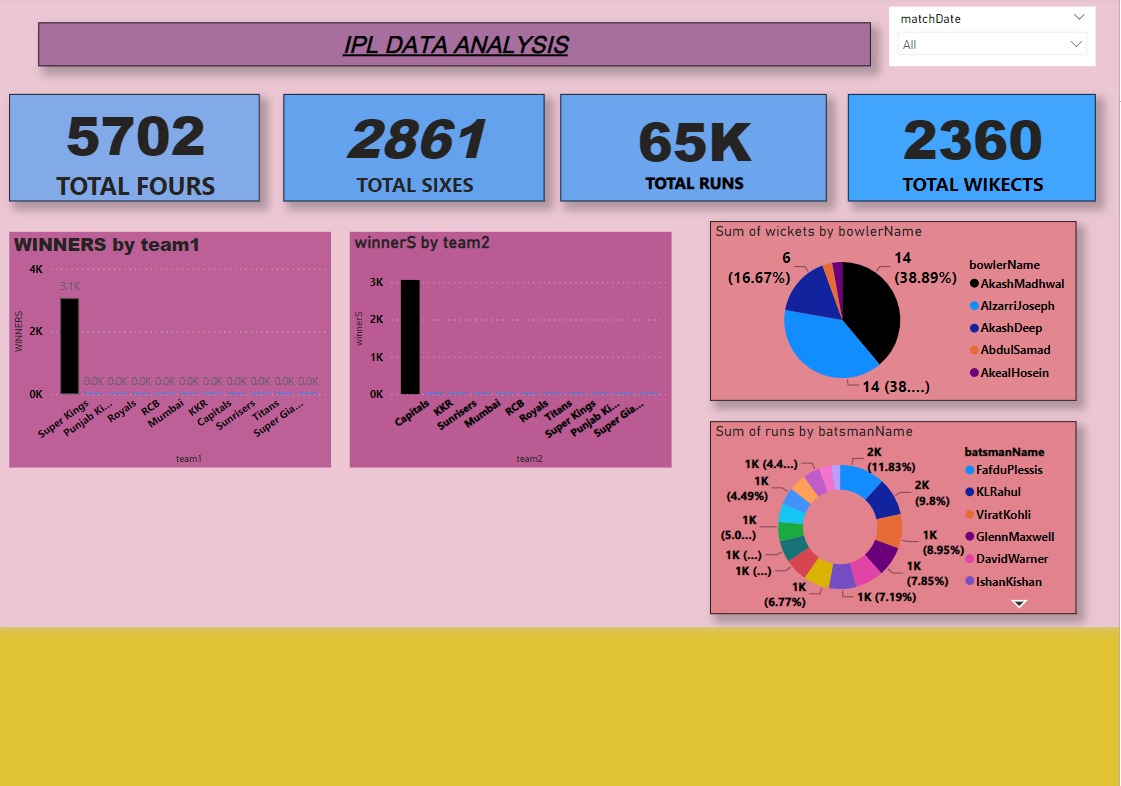 IPL DATA ANALYSIS
matchDate
All
5702
TOTAL FOURS
2861
TOTAL SIXES
65K
TOTAL RUNS
2360
TOTAL WIKECTS
WINNERS by team1
4K
2K
0K
WINNERS
3.1K
0.0K 0.0K 0.0K 0.0K 0.0K 0.0K 0.0K 0.0K 0.0K 0.0K
Super Kings
Punjab Ki...
Royals
RCB
Mumbai
KKR
Capitals
Sunrisers
Titans
Super Gia...
team1
winnerS by team2
3K
2K
1K
0K
winnerS
Capitals
KKR
Sunrisers
Mumbai
RCB
Royals
Titans
Super Kings
Punjab Ki...
Super Gia...
team2
Sum of wickets by bowlerName
6
(16.67%)
14
(38.89%)
14 (38....)
bowlerName
AkashMadhwal
AlzarriJoseph
AkashDeep
AbdulSamad
AkealHosein
Sum of runs by batsmanName
2K
(11.83%)
2K
(9.8%)
1K
(8.95%)
1K
(7.85%)
1K (7.19%)
1K
(6.77%)
1K (...)
1K (...)
1K
(5.0...)
1K
(4.49%)
1K (4.4...)
batsmanName
FafduPlessis
KLRahul
ViratKohli
GlennMaxwell
DavidWarner
IshanKishan